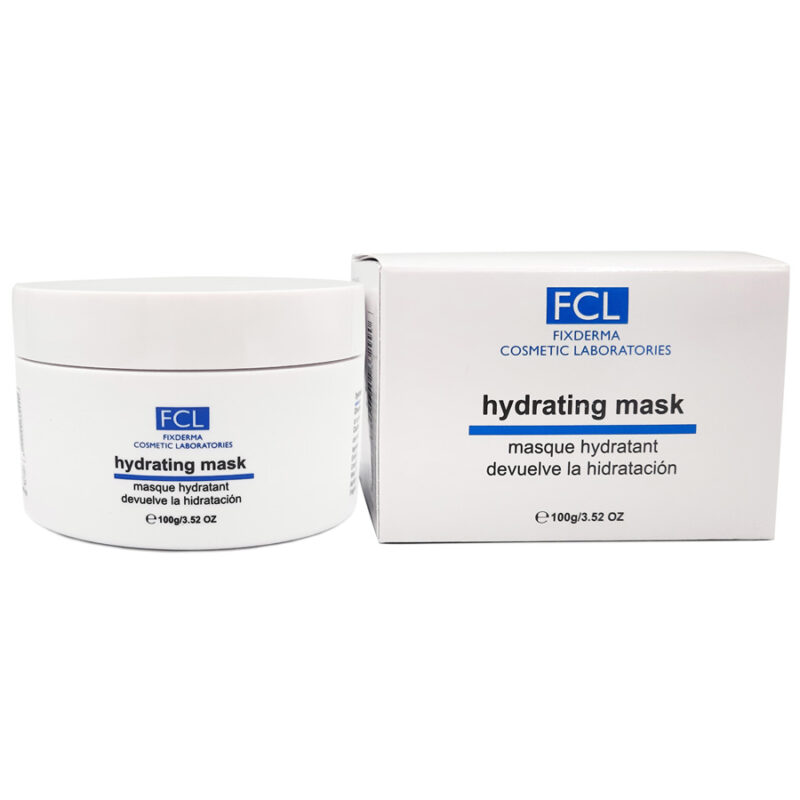 FCL
FIXDERMA
COSMETIC LABORATORIES
hydrating mask
masque hydratant
devuelve la hidratación
℮100g/3.52 OZ
FCL
FIXDERMA
COSMETIC LABORATORIES
hydrating mask
masque hydratant
devuelve la hidratación
℮100g/3.52 OZ